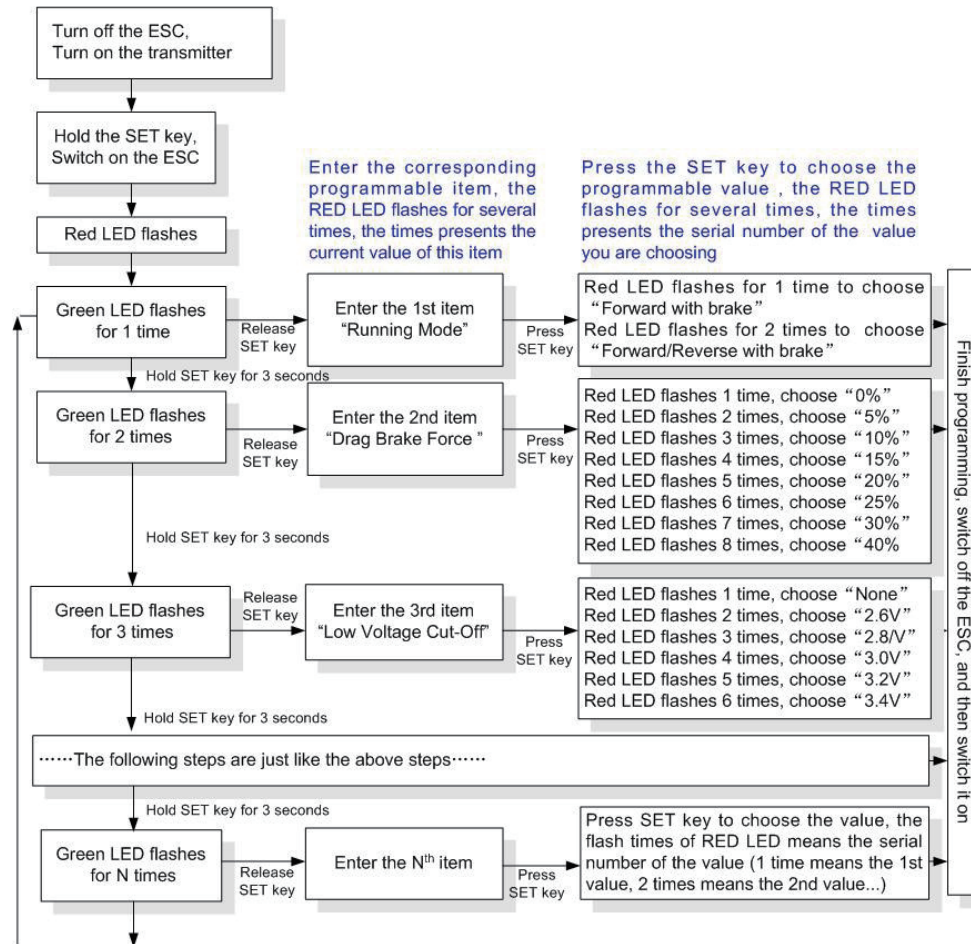 Turn off the ESC,
Turn on the transmitter
Hold the SET key,
Switch on the ESC
Enter the corresponding
programmable item, the
RED LED flashes for several
times, the times presents the
current value of this item
Press the SET key to choose the
programmable value , the RED LED
flashes for several times, the times
presents the serial number of the value
you are choosing
Red LED flashes
Green LED flashes
for 1 time
Release
SET key
Enter the 1st item
“Running Mode”
Press
SET key
Red LED flashes for 1 time to choose
“Forward with brake”
Red LED flashes for 2 times to choose
“Forward/Reverse with brake”
Hold SET key for 3 seconds
Green LED flashes
for 2 times
Release
SET key
Enter the 2nd item
“Drag Brake Force ”
Press
SET key
Red LED flashes 1 time, choose “0%”
Red LED flashes 2 times, choose “5%”
Red LED flashes 3 times, choose “10%”
Red LED flashes 4 times, choose “15%”
Red LED flashes 5 times, choose “20%”
Red LED flashes 6 times, choose “25%
Red LED flashes 7 times, choose “30%”
Red LED flashes 8 times, choose “40%
Hold SET key for 3 seconds
Green LED flashes
for 3 times
Release
SET key
Enter the 3rd item
“Low Voltage Cut-Off”
Press
SET key
Red LED flashes 1 time, choose “None”
Red LED flashes 2 times, choose “2.6V”
Red LED flashes 3 times, choose “2.8/V”
Red LED flashes 4 times, choose “3.0V”
Red LED flashes 5 times, choose “3.2V”
Red LED flashes 6 times, choose “3.4V”
Hold SET key for 3 seconds
······The following steps are just like the above steps······
Hold SET key for 3 seconds
Green LED flashes
for N times
Release
SET key
Enter the Nth item
Press
SET key
Press SET key to choose the value, the
flash times of RED LED means the serial
number of the value (1 time means the 1st
value, 2 times means the 2nd value...)
Finish programming, switch off the ESC, and then switch it on